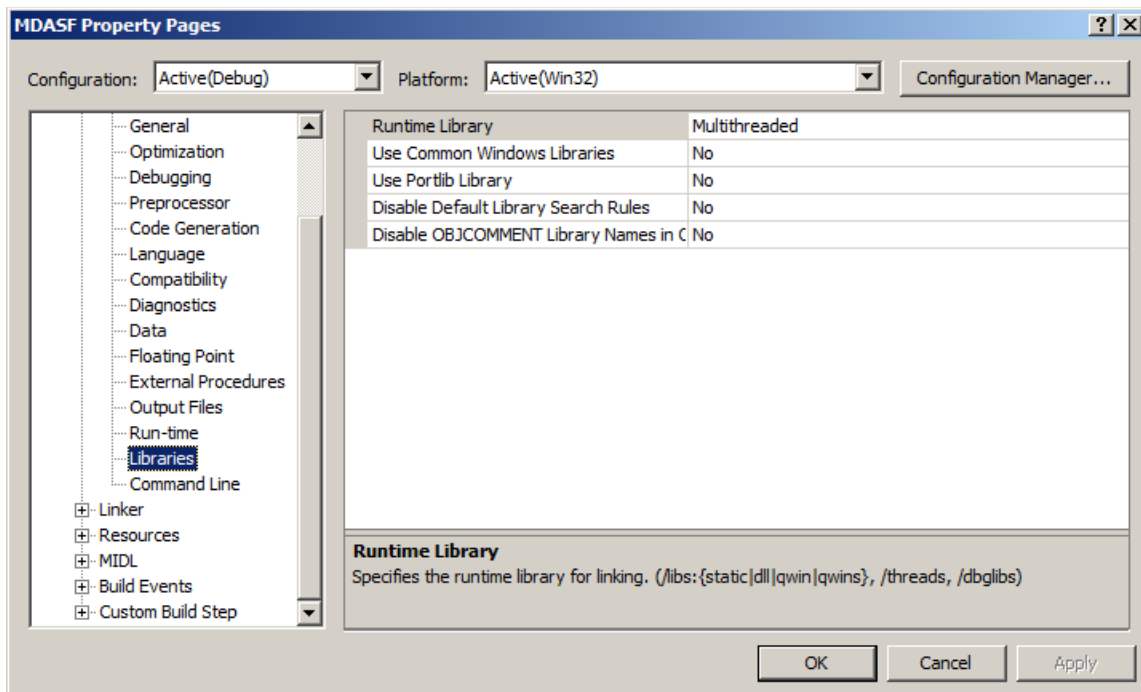 MDASF Property Pages
Configuration: Active(Debug) Platform: Active(Win32) Configuration Manager...
General
Optimization
Debugging
Preprocessor
Code Generation
Language
Compatibility
Diagnostics
Data
Floating Point
External Procedures
Output Files
Run-time
Libraries
Command Line
Linker
Resources
MIDL
Build Events
Custom Build Step
Runtime Library Multithreaded
Use Common Windows Libraries No
Use Portlib Library No
Disable Default Library Search Rules No
Disable OBJCOMMENT Library Names in C No
Runtime Library
Specifies the runtime library for linking. (/libs:{static|dll|qwin|qwins}, /threads, /dbglibs)
OK Cancel Apply